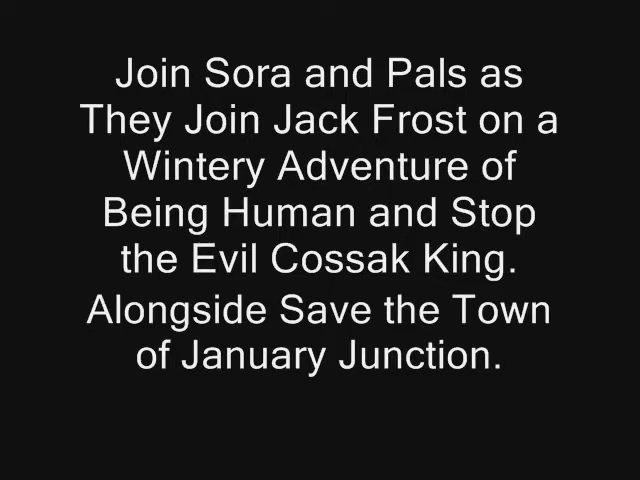 Join Sora and Pals as
They Join Jack Frost on a
Wintery Adventure of
Being Human and Stop
the Evil Cossak King.
Alongside Save the Town
of January Junction.